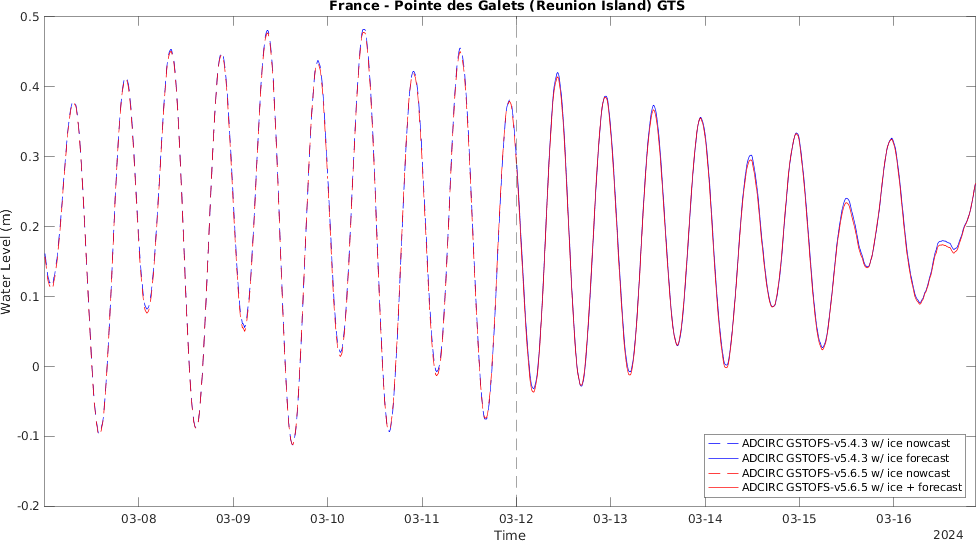 France - Pointe des Galets (Reunion Island) GTS
0.5
0.4
0.3
0.2
0.1
0
-0.1
-0.2
Water Level (m)
ADCIRC GSTOFS-v5.4.3 w/ ice nowcast
ADCIRC GSTOFS-v5.4.3 w/ ice forecast
ADCIRC GSTOFS-v5.6.5 w/ ice nowcast
ADCIRC GSTOFS-v5.6.5 w/ ice + forecast
03-08 03-09 03-10 03-11 03-12 03-13 03-14 03-15 03-16
Time
2024